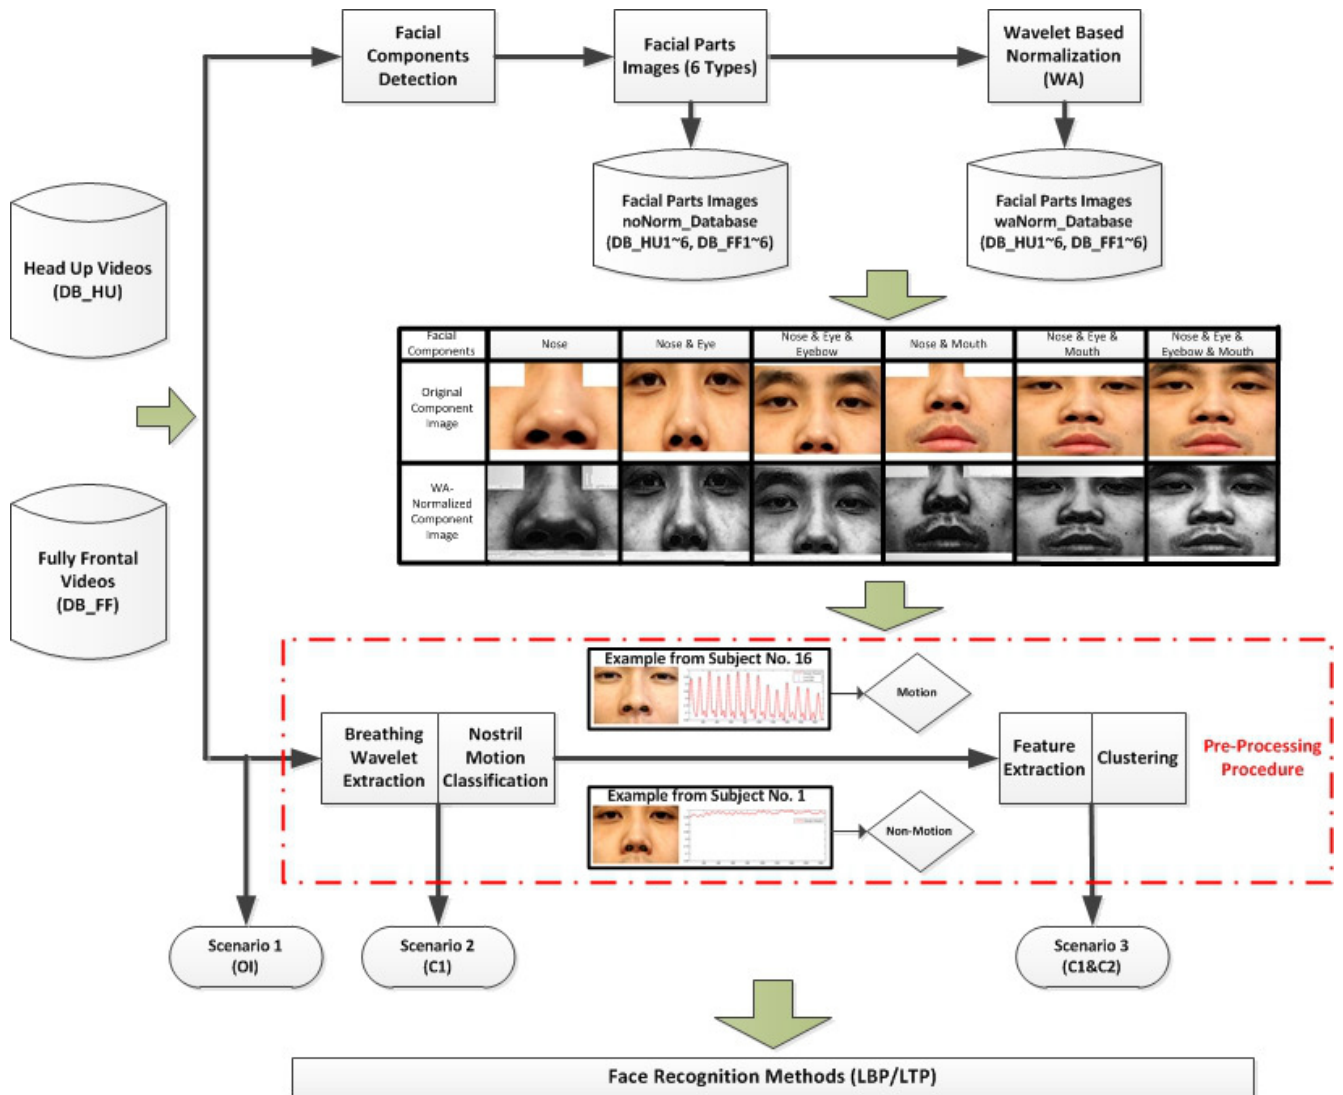 Facial
Components
Detection
Facial Parts
Images (6 Types)
Wavelet Based
Normalization
(WA)
Facial Parts Images
noNorm_Database
(DB_HU1~6, DB_FF1~6)
Facial Parts Images
waNorm_Database
(DB_HU1~6, DB_FF1~6)
Head Up Videos
(DB_HU)
Fully Frontal
Videos
(DB_FF)
Facial
Components
Nose
Nose & Eye
Nose & Eye &
Eyebow
Nose & Mouth
Nose & Eye &
Mouth
Nose & Eye &
Eyebow & Mouth
Original
Component
Image
WA-
Normalized
Component
Image
Example from Subject No. 16
Motion
Breathing
Wavelet
Extraction
Nostril
Motion
Classification
Feature
Extraction
Clustering
Pre-Processing
Procedure
Example from Subject No. 1
Non-Motion
Scenario 1
(OI)
Scenario 2
(C1)
Scenario 3
(C1&C2)
Face Recognition Methods (LBP/LTP)